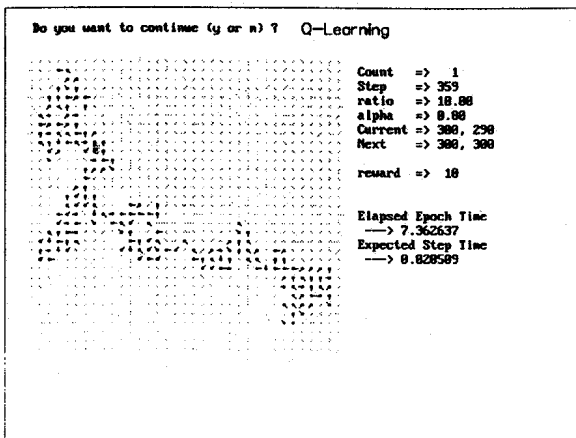 Do you want to continue (y or n) ? Q-Learning
Count => 1
Step => 359
ratio => 10.00
alpha => 0.00
Current => 300, 290
Next => 300, 300
reward => 10
Elapsed Epoch Time
---> 7.362637
Expected Step Time
---> 0.020509